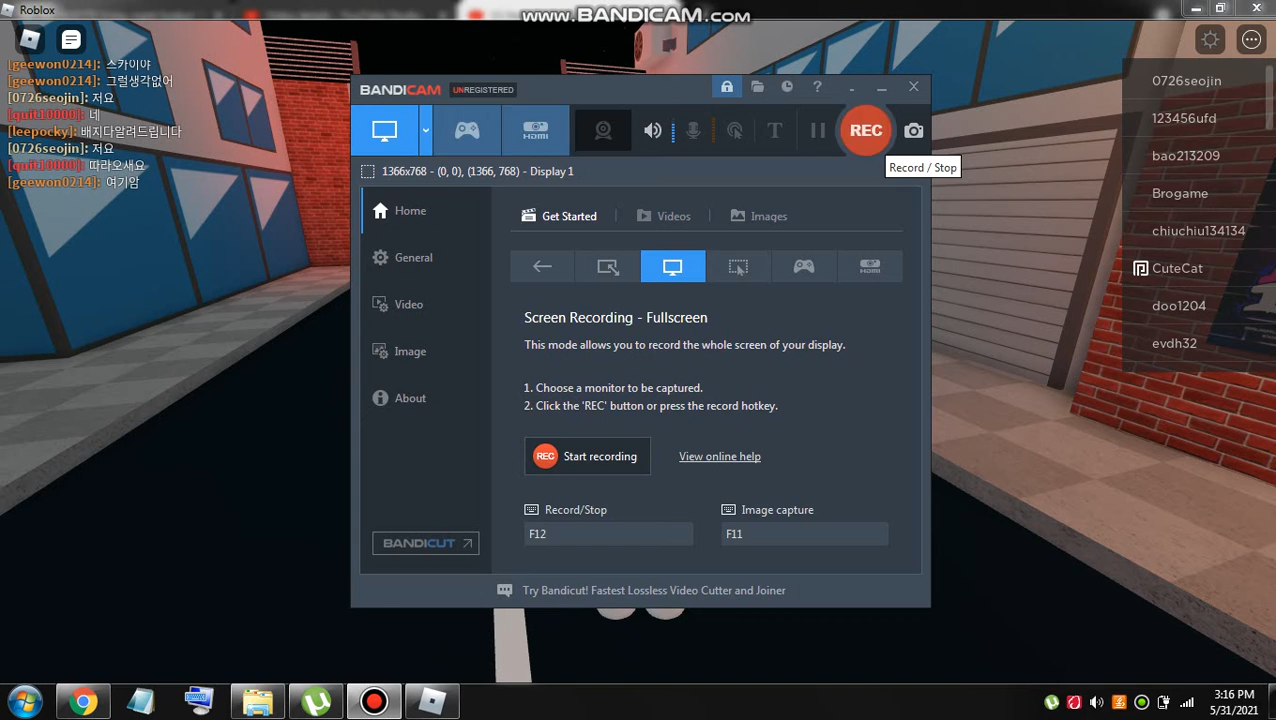 Roblox
www.BANDICAM.com
[geewon0214]: 스카이야
[geewon0214]: 그럴생각없어
[0726seojin]: 저요
[quit10000]: 네
[leepocky]: 배지다알려드립니다
[0726seojin]: 저요
[quit10000]: 따라오새요
[geewon0214]: 여기암
BANDICAM UNREGISTERED
HDMI
REC
Record / Stop
1366x768 - (0, 0), (1366, 768) - Display 1
Home
General
Video
Image
About
BANDICUT
Get Started
Videos
Images
HDMI
Screen Recording - Fullscreen
This mode allows you to record the whole screen of your display.
1. Choose a monitor to be captured.
2. Click the 'REC' button or press the record hotkey.
REC Start recording
View online help
Record/Stop
Image capture
F12
F11
Try Bandicut! Fastest Lossless Video Cutter and Joiner
0726seojin
123456ufd
bao213209
Brogame
chiuchiu134134
CuteCat
doo1204
evdh32
3:16 PM
5/31/2021